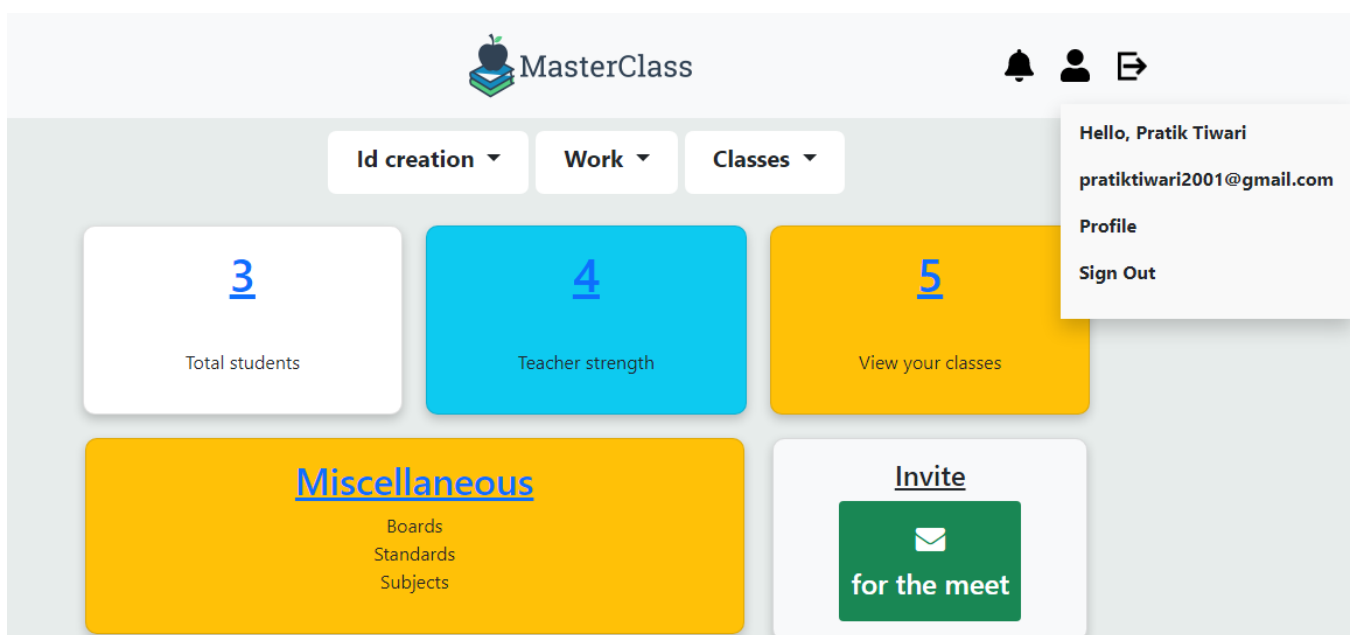 MasterClass
Hello, Pratik Tiwari
pratiktiwari2001@gmail.com
Profile
Sign Out
Id creation
Work
Classes
3
Total students
4
Teacher strength
5
View your classes
Miscellaneous
Boards
Standards
Subjects
Invite
for the meet